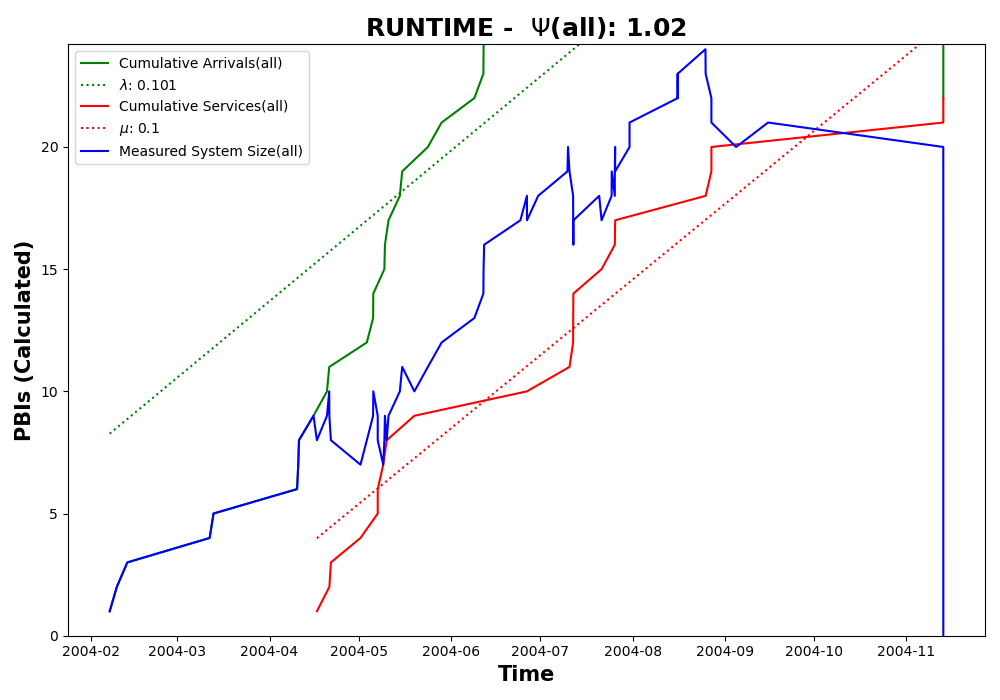 RUNTIME - Ψ(all): 1.02
Cumulative Arrivals(all)
λ: 0.101
Cumulative Services(all)
μ: 0.1
Measured System Size(all)
PBIs (Calculated)
20
15
10
5
0
2004-02 2004-03 2004-04 2004-05 2004-06 2004-07 2004-08 2004-09 2004-10 2004-11
Time